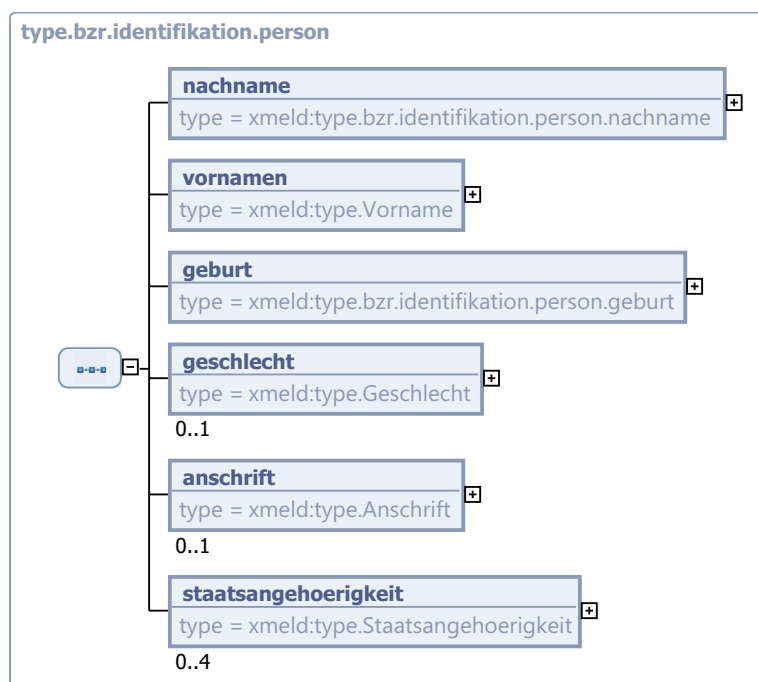 type.bzr.identifikation.person
nachname
type = xmeld:type.bzr.identifikation.person.nachname
vornamen
type = xmeld:type.Vorname
geburt
type = xmeld:type.bzr.identifikation.person.geburt
geschlecht
type = xmeld:type.Geschlecht
0..1
anschrift
type = xmeld:type.Anschrift
0..1
staatsangehoerigkeit
type = xmeld:type.Staatsangehoerigkeit
0..4